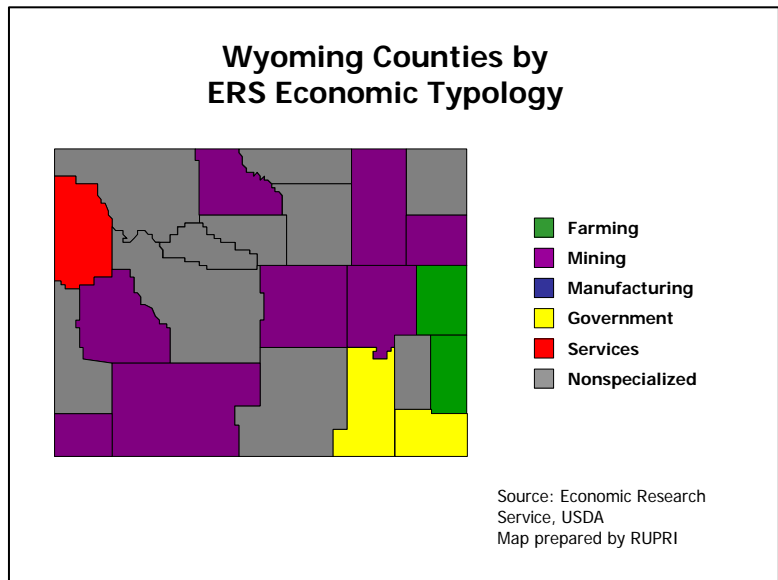 Wyoming Counties by
ERS Economic Typology
Farming
Mining
Manufacturing
Government
Services
Nonspecialized
Source: Economic Research
Service, USDA
Map prepared by RUPRI